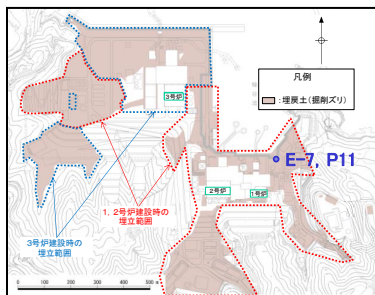 凡例
:埋戻土(掘削ズリ)
3号炉
E-7, P11
2号炉
1号炉
1, 2号炉建設時の
埋立範囲
3号炉建設時の
埋立範囲
0 100 200 300 400 500 m